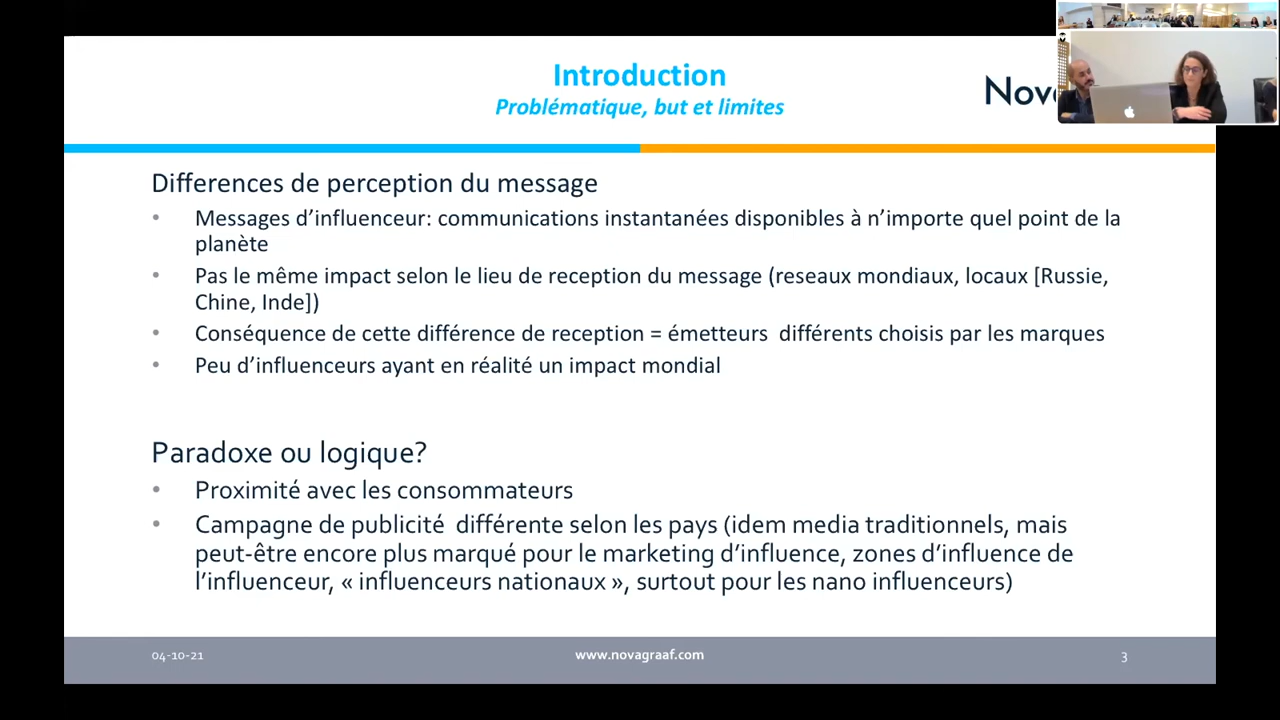 Introduction
Problématique, but et limites
Differences de perception du message
• Messages d’influenceur: communications instantanées disponibles à n’importe quel point de la
planète
• Pas le même impact selon le lieu de reception du message (reseaux mondiaux, locaux [Russie,
Chine, Inde])
• Conséquence de cette différence de reception = émetteurs différents choisis par les marques
• Peu d’influenceurs ayant en réalité un impact mondial
Paradoxe ou logique?
• Proximité avec les consommateurs
• Campagne de publicité différente selon les pays (idem media traditionnels, mais
peut-être encore plus marqué pour le marketing d’influence, zones d’influence de
l’influenceur, « influenceurs nationaux », surtout pour les nano influenceurs)
04-10-21
www.novagraaf.com
3